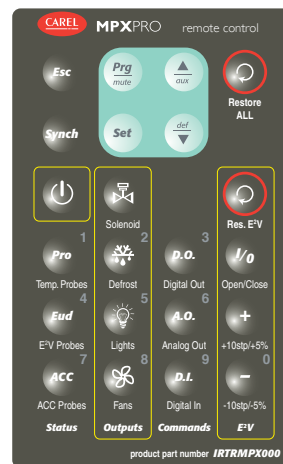 CAREL MPXPRO remote control
Esc Prg mute ▲ aux
Restore ALL
Synch Set def ▼
Solenoid Res. E²V
1 2 3
Pro D.O. I/0
Temp. Probes Defrost Digital Out Open/Close
4 5 6
Eud A.O. +
E²V Probes Lights Analog Out +10stp/+5%
7 8 9 0
ACC D.I. -
ACC Probes Fans Digital In -10stp/-5%
Status Outputs Commands E²V
product part number IRTRMPX000